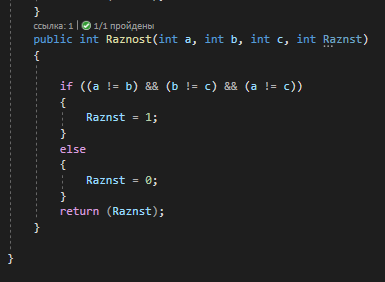 }
ссылка: 1 | 1/1 пройдены
public int Raznost(int a, int b, int c, int Raznst)
{
if ((a != b) && (b != c) && (a != c))
{
Raznst = 1;
}
else
{
Raznst = 0;
}
return (Raznst);
}
}